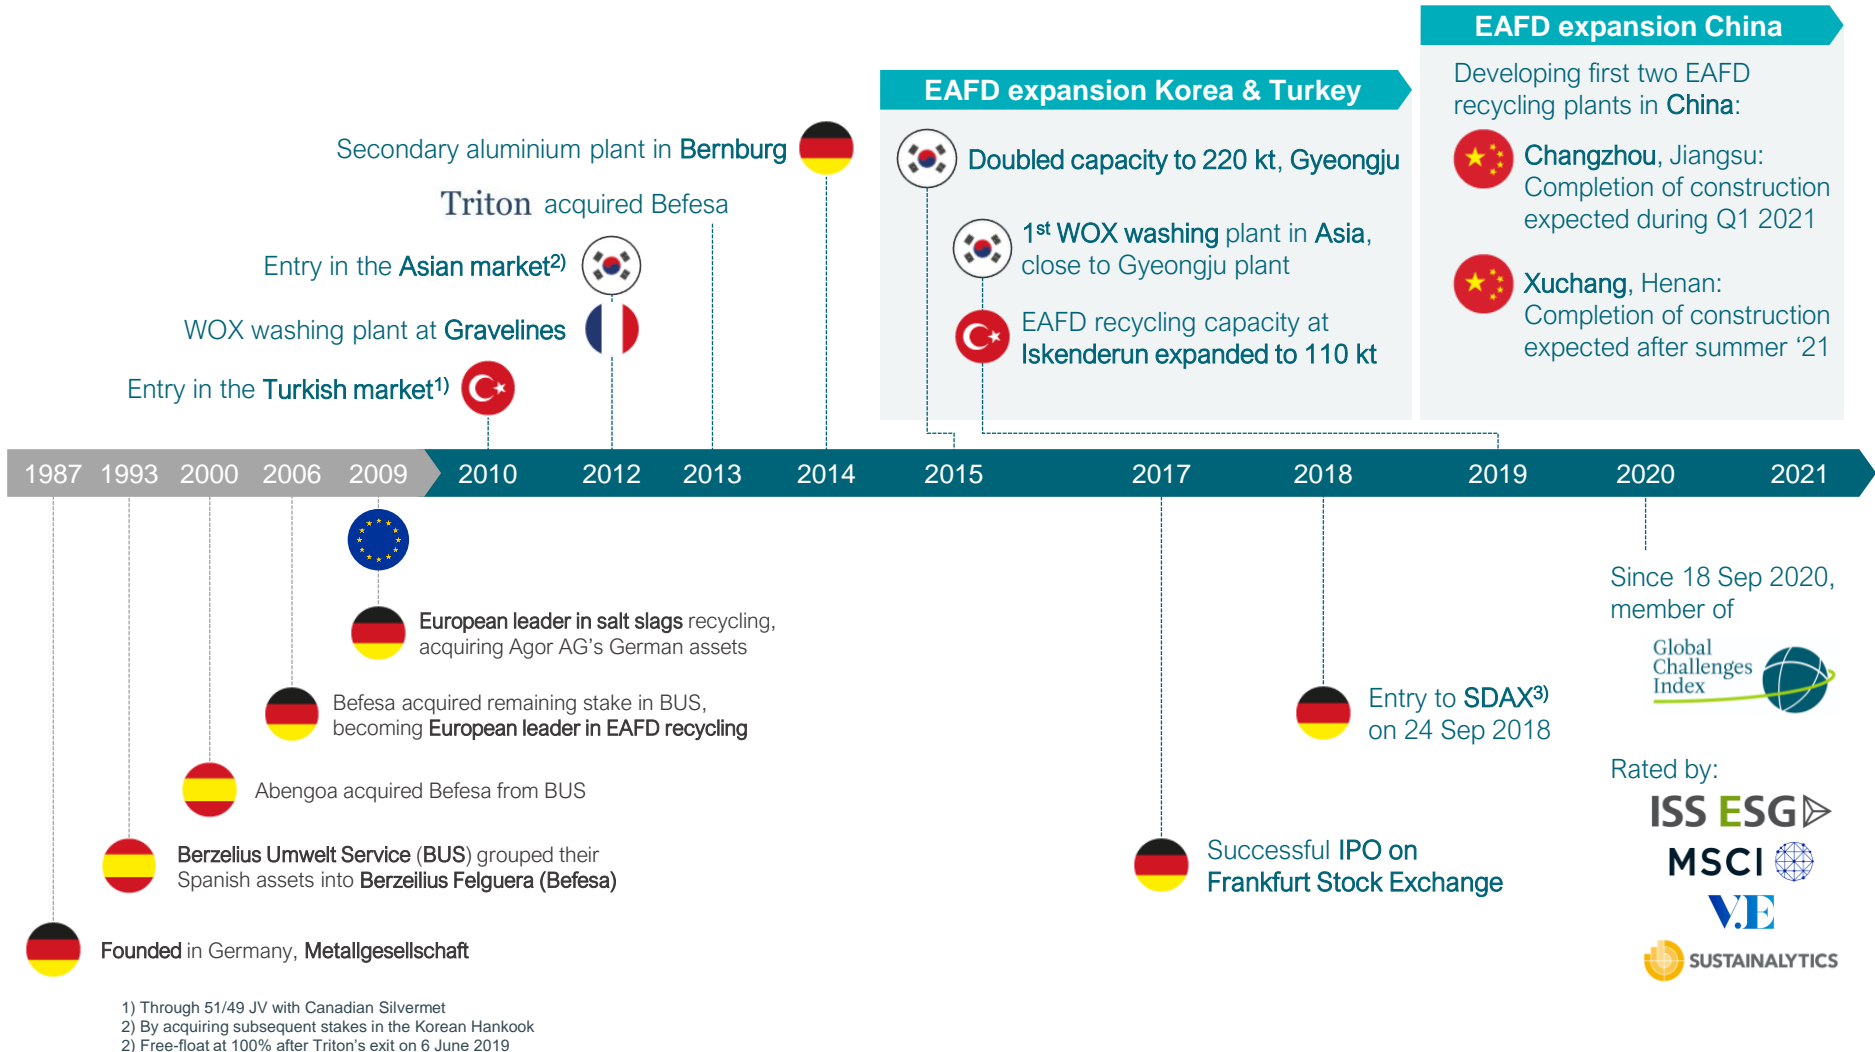 EAFD expansion China
Developing first two EAFD
recycling plants in China:
Changzhou, Jiangsu:
Completion of construction
expected during Q1 2021
Xuchang, Henan:
Completion of construction
expected after summer ‘21
EAFD expansion Korea & Turkey
Doubled capacity to 220 kt, Gyeongju
1st WOX washing plant in Asia,
close to Gyeongju plant
EAFD recycling capacity at
Iskenderun expanded to 110 kt
Secondary aluminium plant in Bernburg
Triton acquired Befesa
Entry in the Asian market2)
WOX washing plant at Gravelines
Entry in the Turkish market1)
1987 1993 2000 2006 2009 2010 2012 2013 2014 2015 2017 2018 2019 2020 2021
European leader in salt slags recycling,
acquiring Agor AG’s German assets
Befesa acquired remaining stake in BUS,
becoming European leader in EAFD recycling
Abengoa acquired Befesa from BUS
Berzelius Umwelt Service (BUS) grouped their
Spanish assets into Berzeilius Felguera (Befesa)
Founded in Germany, Metallgesellschaft
Successful IPO on
Frankfurt Stock Exchange
Entry to SDAX3)
on 24 Sep 2018
Since 18 Sep 2020,
member of
Global
Challenges
Index
Rated by:
ISS ESG
MSCI
V.E
SUSTAINALYTICS
1) Through 51/49 JV with Canadian Silvermet
2) By acquiring subsequent stakes in the Korean Hankook
2) Free-float at 100% after Triton’s exit on 6 June 2019